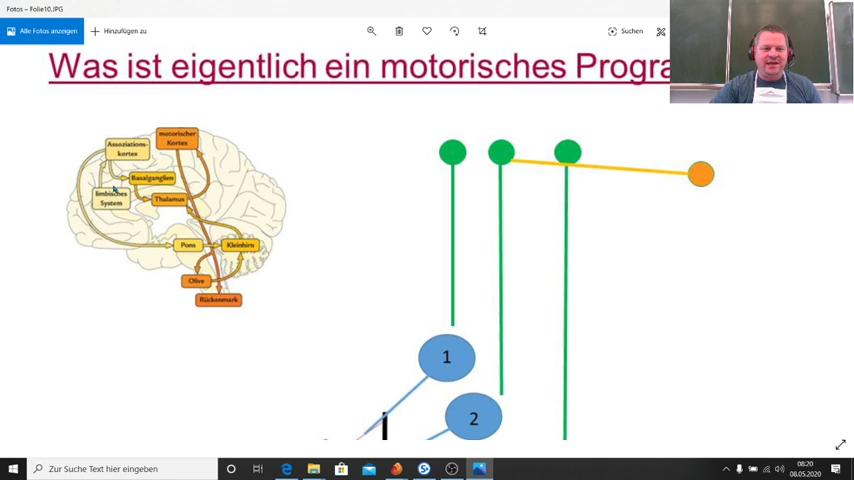 Fotos – Folie10.JPG
Alle Fotos anzeigen
Hinzufügen zu
Suchen
Was ist eigentlich ein motorisches Progra
Assoziations-
kortex
motorischer
Kortex
Basalganglien
limbisches
System
Thalamus
Pons
Kleinhirn
Olive
Rückenmark
1
2
Zur Suche Text hier eingeben
08:20
08.05.2020